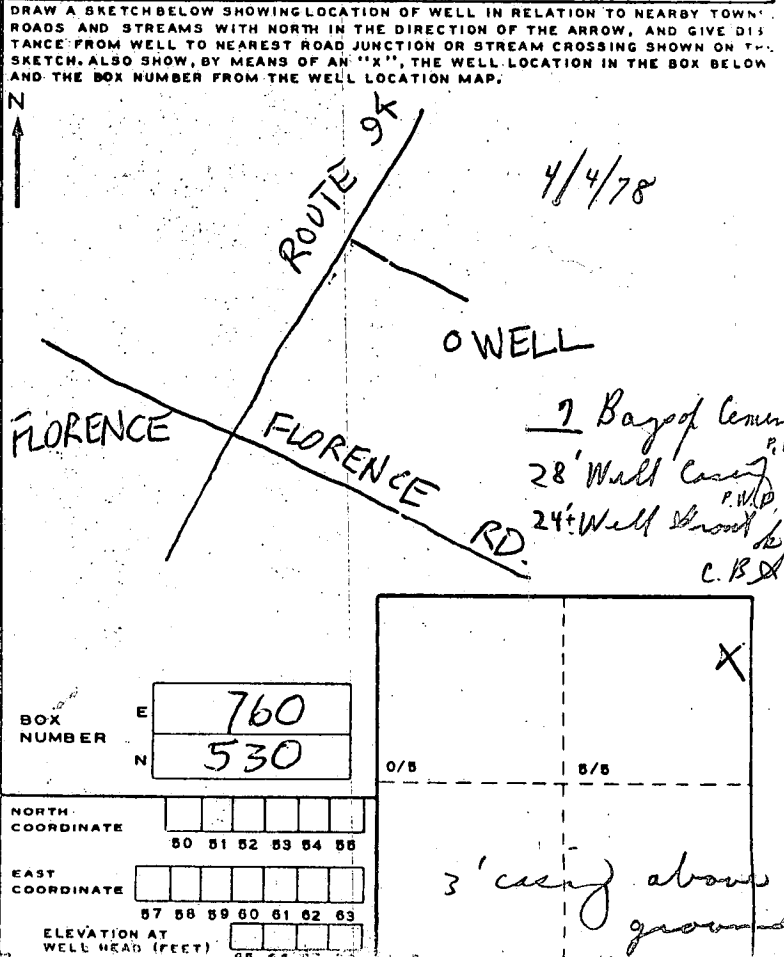 DRAW A SKETCH BELOW SHOWING LOCATION OF WELL IN RELATION TO NEARBY TOWNS
ROADS AND STREAMS WITH NORTH IN THE DIRECTION OF THE ARROW, AND GIVE DIS
TANCE FROM WELL TO NEAREST ROAD JUNCTION OR STREAM CROSSING SHOWN ON
SKETCH. ALSO SHOW, BY MEANS OF AN "X", THE WELL LOCATION IN THE BOX BELOW
AND THE BOX NUMBER FROM THE WELL LOCATION MAP.
N
ROUTE 94
4/4/78
O WELL
FLORENCE
FLORENCE RD.
7 Bags of Cemen
28' Well Casing
P.W.D
24'± Well Grout
C.B.
X
BOX NUMBER
E 760
N 530
0/5 5/5
NORTH COORDINATE
50 51 52 53 54 55
EAST COORDINATE
57 58 59 60 61 62 63
3' casing above
ground
ELEVATION AT
WELL HEAD (FEET)